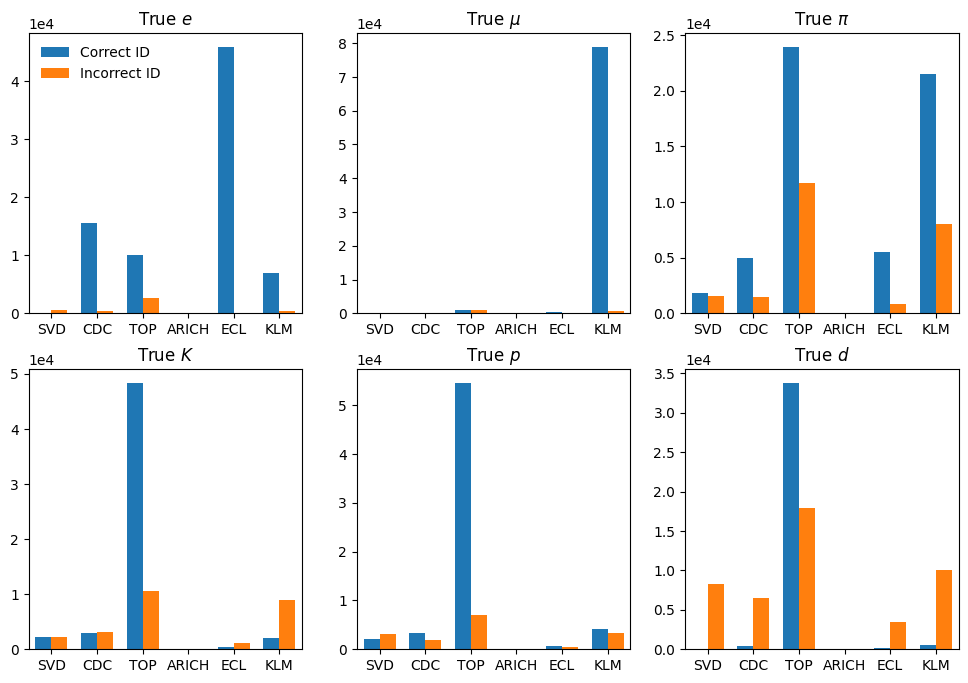 True e
1e4
Correct ID
Incorrect ID
4
3
2
1
0
SVD CDC TOP ARICH ECL KLM
True μ
1e4
8
7
6
5
4
3
2
1
0
SVD CDC TOP ARICH ECL KLM
True π
1e4
2.5
2.0
1.5
1.0
0.5
0.0
SVD CDC TOP ARICH ECL KLM
True K
1e4
5
4
3
2
1
0
SVD CDC TOP ARICH ECL KLM
True p
1e4
5
4
3
2
1
0
SVD CDC TOP ARICH ECL KLM
True d
1e4
3.5
3.0
2.5
2.0
1.5
1.0
0.5
0.0
SVD CDC TOP ARICH ECL KLM